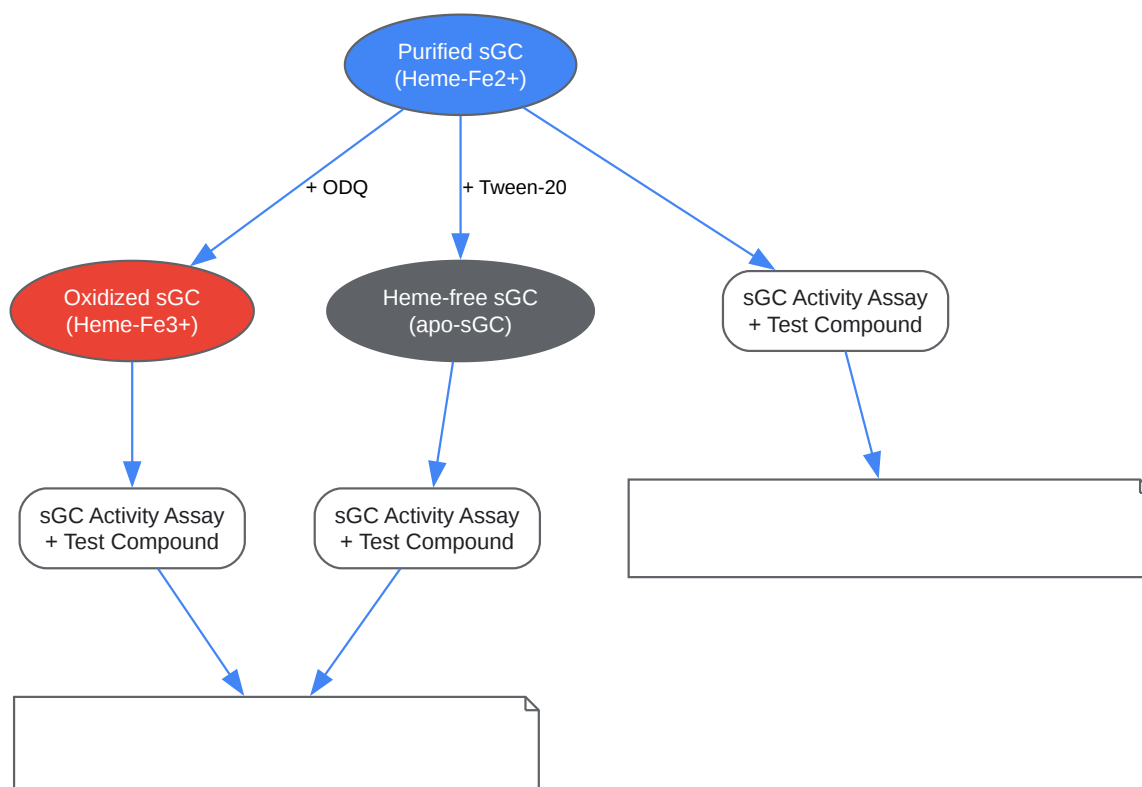 Purified sGC
(Heme-Fe2+)
+ ODQ
+ Tween-20
Oxidized sGC
(Heme-Fe3+)
Heme-free sGC
(apo-sGC)
sGC Activity Assay
+ Test Compound
sGC Activity Assay
+ Test Compound
sGC Activity Assay
+ Test Compound